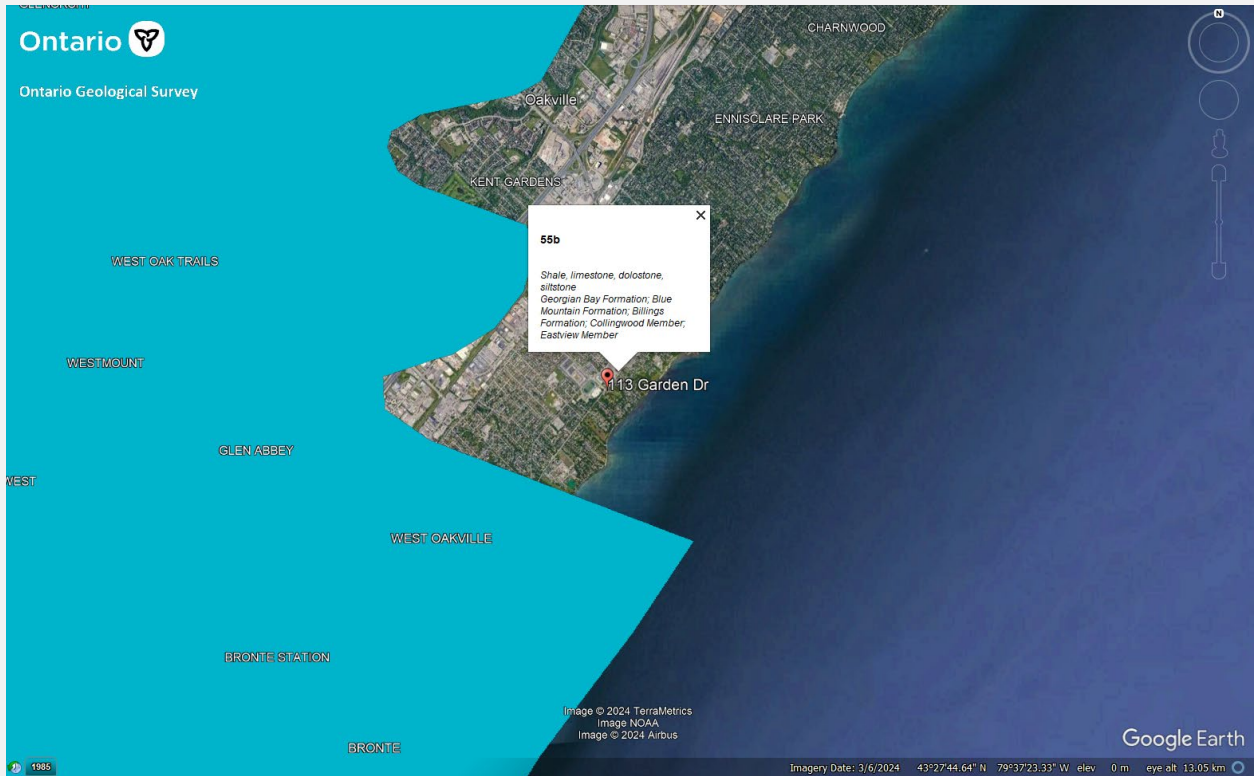 Ontario
Ontario Geological Survey
CHARNWOOD
Oakville
ENNISCLARE PARK
KENT GARDENS
55b
Shale, limestone, dolostone,
siltstone
Georgian Bay Formation; Blue
Mountain Formation; Billings
Formation; Collingwood Member;
Eastview Member
WEST OAK TRAILS
WESTMOUNT
113 Garden Dr
GLEN ABBEY
WEST
WEST OAKVILLE
BRONTE STATION
BRONTE
Image © 2024 TerraMetrics
Image NOAA
Image © 2024 Airbus
Google Earth
N
1985
Imagery Date: 3/6/2024 43°27'44.64" N 79°37'23.33" W elev 0 m eye alt 13.05 km